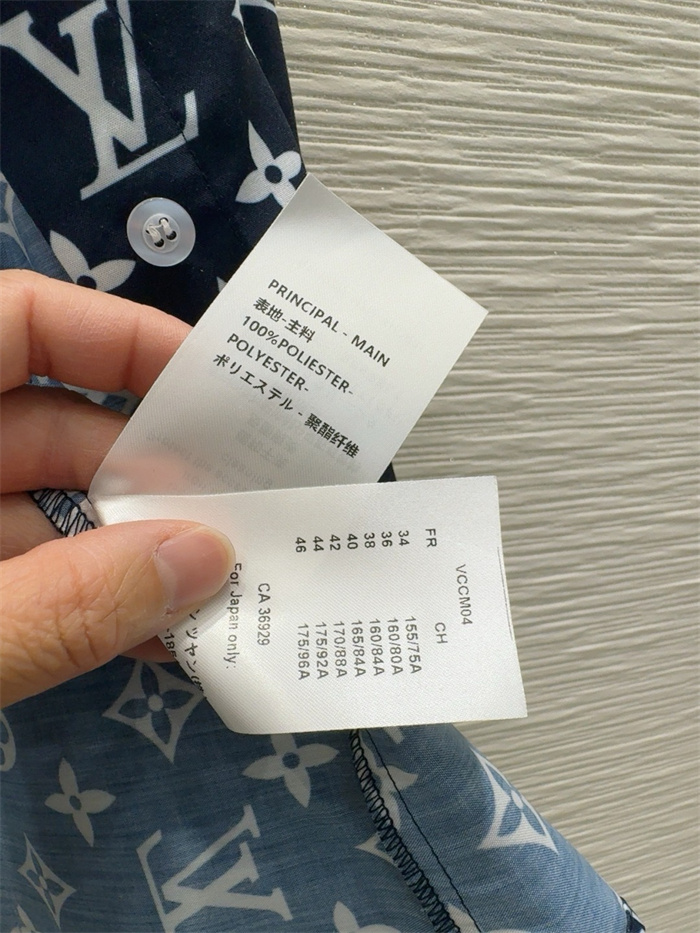 PRINCIPAL - MAIN
表地-主料
100%POLIESTER-
POLYESTER-
ポリエステル - 聚酯纤维
VCCM04
FR CH
34 155/75A
36 160/80A
38 160/84A
40 165/84A
42 170/88A
44 175/92A
46 175/96A
CA 36929
For Japan only:
LV
LV